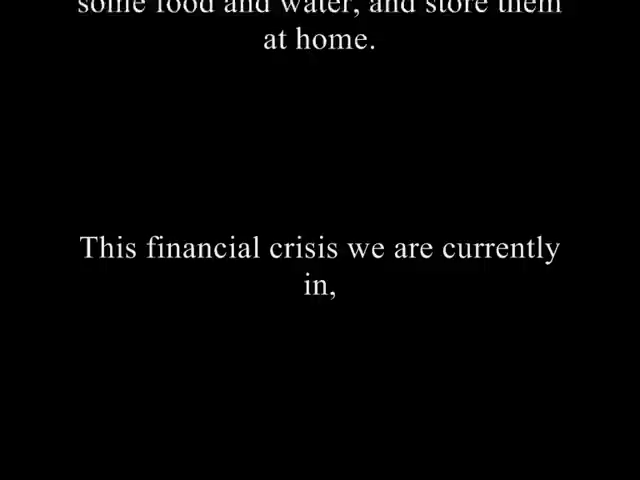 some food and water, and store them
at home.
This financial crisis we are currently
in,